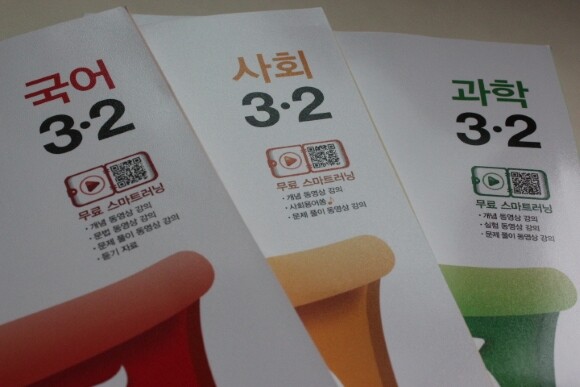 국어
3·2
무료 스마트러닝
· 개념 동영상 강의
· 문법 동영상 강의
· 문제 풀이 동영상 강의
· 듣기 자료
사회
3·2
무료 스마트러닝
· 개념 동영상 강의
· 사회용어쏭♪
· 문제 풀이 동영상 강의
과학
3·2
무료 스마트러닝
· 개념 동영상 강의
· 실험 동영상 강의
· 문제 풀이 동영상 강의